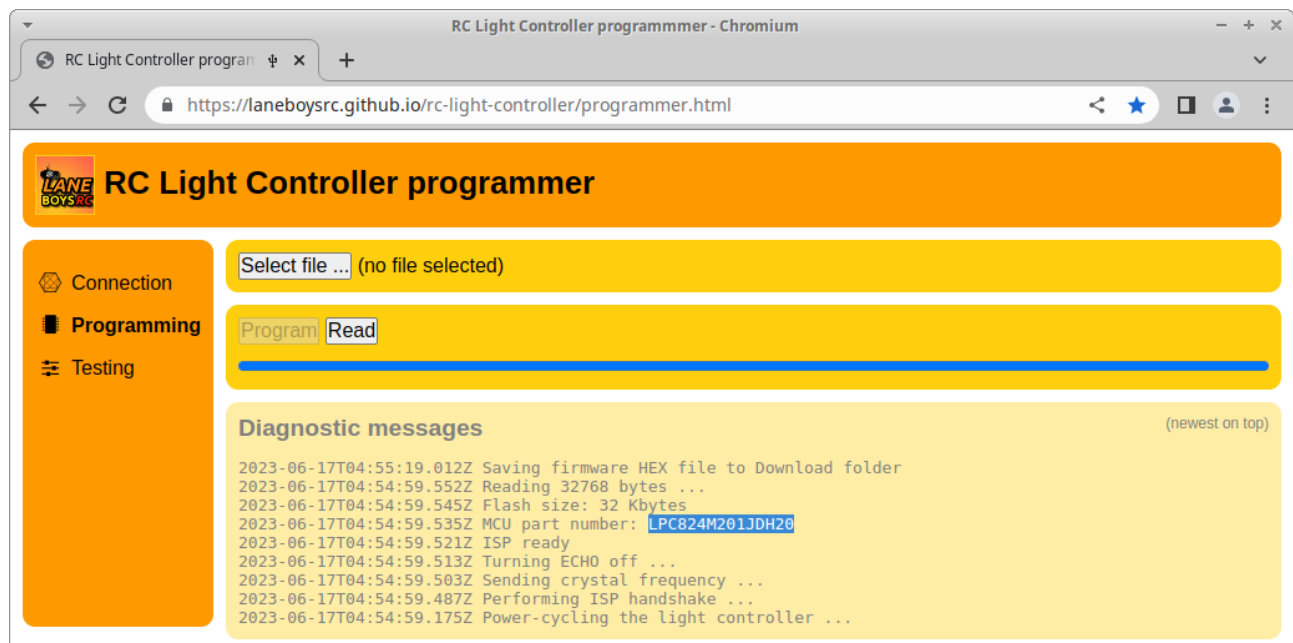 RC Light Controller programmmer - Chromium
RC Light Controller program
https://laneboysrc.github.io/rc-light-controller/programmer.html
LANE
BOYSRC
RC Light Controller programmer
Connection
Programming
Testing
Select file ... (no file selected)
Program Read
Diagnostic messages (newest on top)
2023-06-17T04:55:19.012Z Saving firmware HEX file to Download folder
2023-06-17T04:54:59.552Z Reading 32768 bytes ...
2023-06-17T04:54:59.545Z Flash size: 32 Kbytes
2023-06-17T04:54:59.535Z MCU part number: LPC824M201JDH20
2023-06-17T04:54:59.521Z ISP ready
2023-06-17T04:54:59.513Z Turning ECHO off ...
2023-06-17T04:54:59.503Z Sending crystal frequency ...
2023-06-17T04:54:59.487Z Performing ISP handshake ...
2023-06-17T04:54:59.175Z Power-cycling the light controller ...